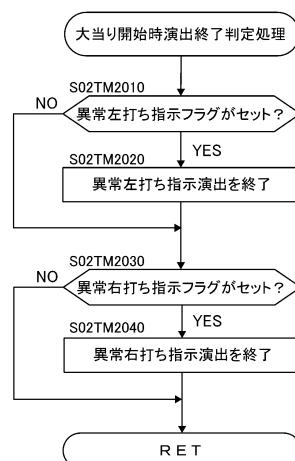 大当り開始時演出終了判定処理
S02TM2010
NO
異常左打ち指示フラグがセット？
YES
S02TM2020
異常左打ち指示演出を終了
S02TM2030
NO
異常右打ち指示フラグがセット？
YES
S02TM2040
異常右打ち指示演出を終了
ＲＥＴ